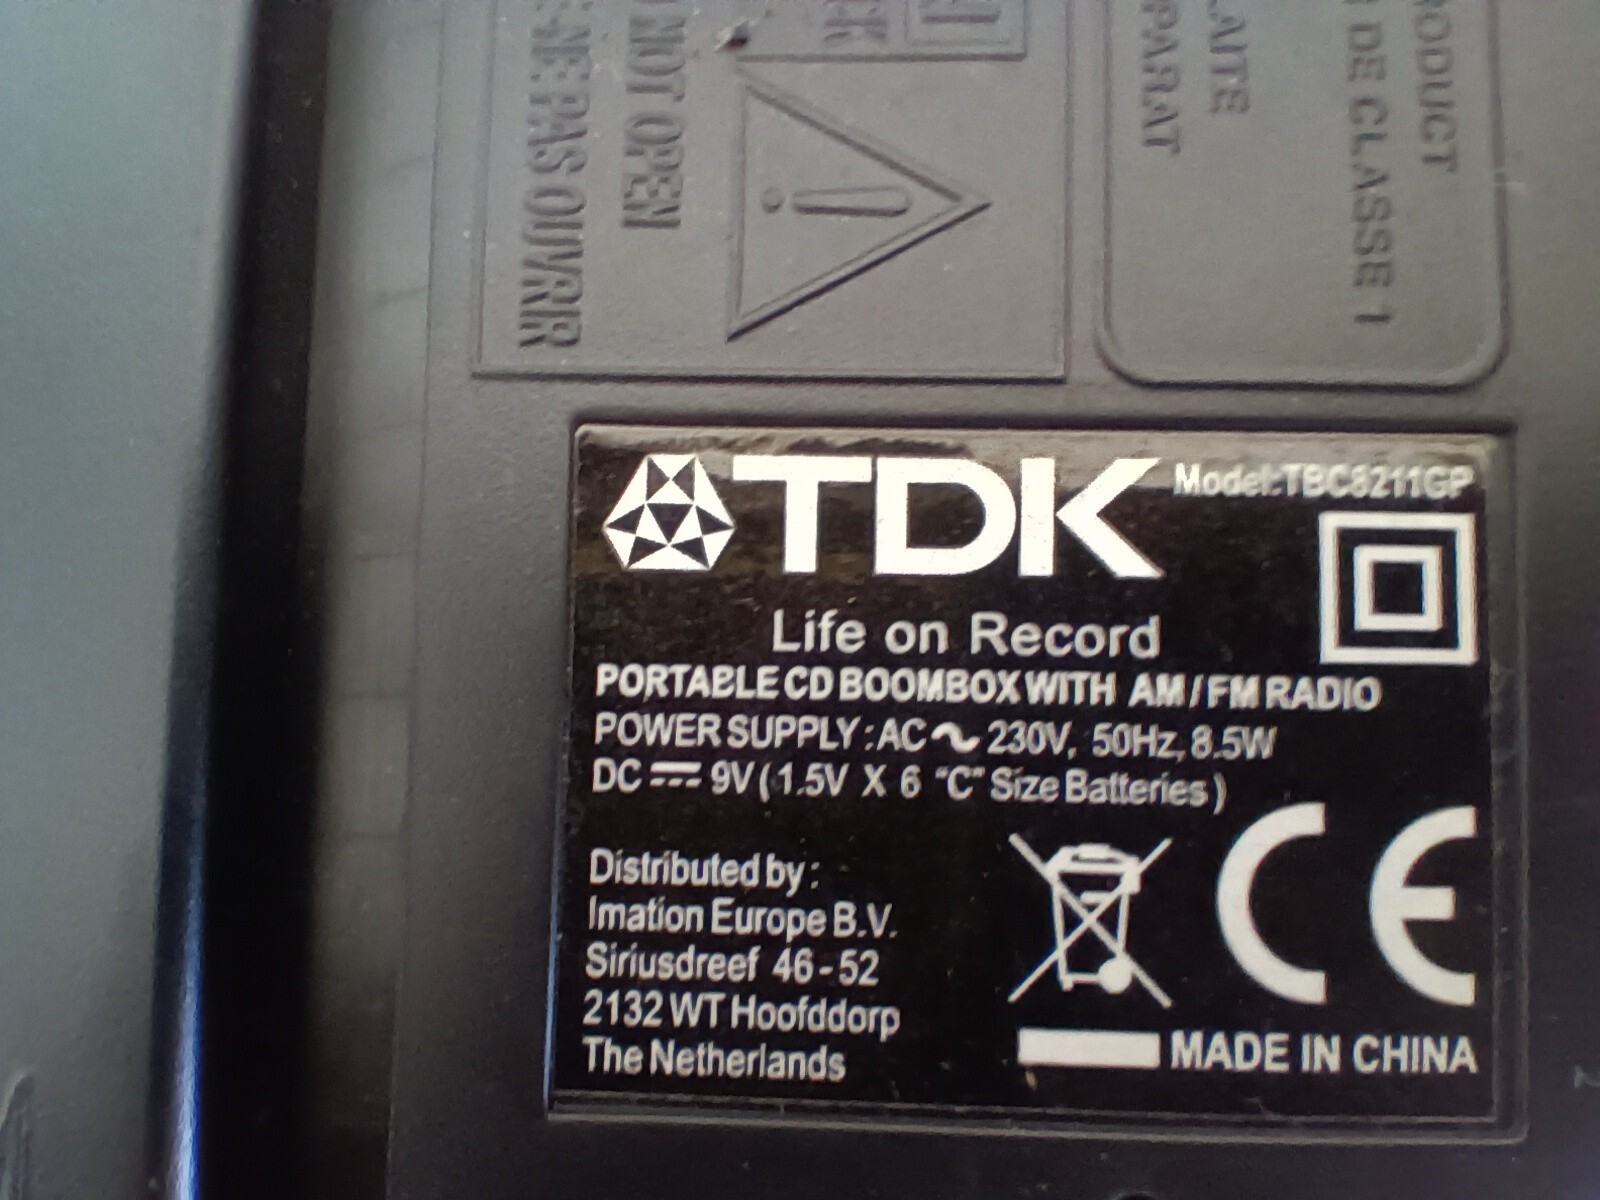 NE PAS OUVRIR
NOT OPEN
DE CLASSE 1
TDK
Model:TBC8211GP
Life on Record
PORTABLE CD BOOMBOX WITH AM/FM RADIO
POWER SUPPLY : AC ~ 230V, 50Hz, 8.5W
DC ⎓ 9V ( 1.5V X 6 "C" Size Batteries )
Distributed by :
Imation Europe B.V.
Siriusdreef 46-52
2132 WT Hoofddorp
The Netherlands
CE
MADE IN CHINA